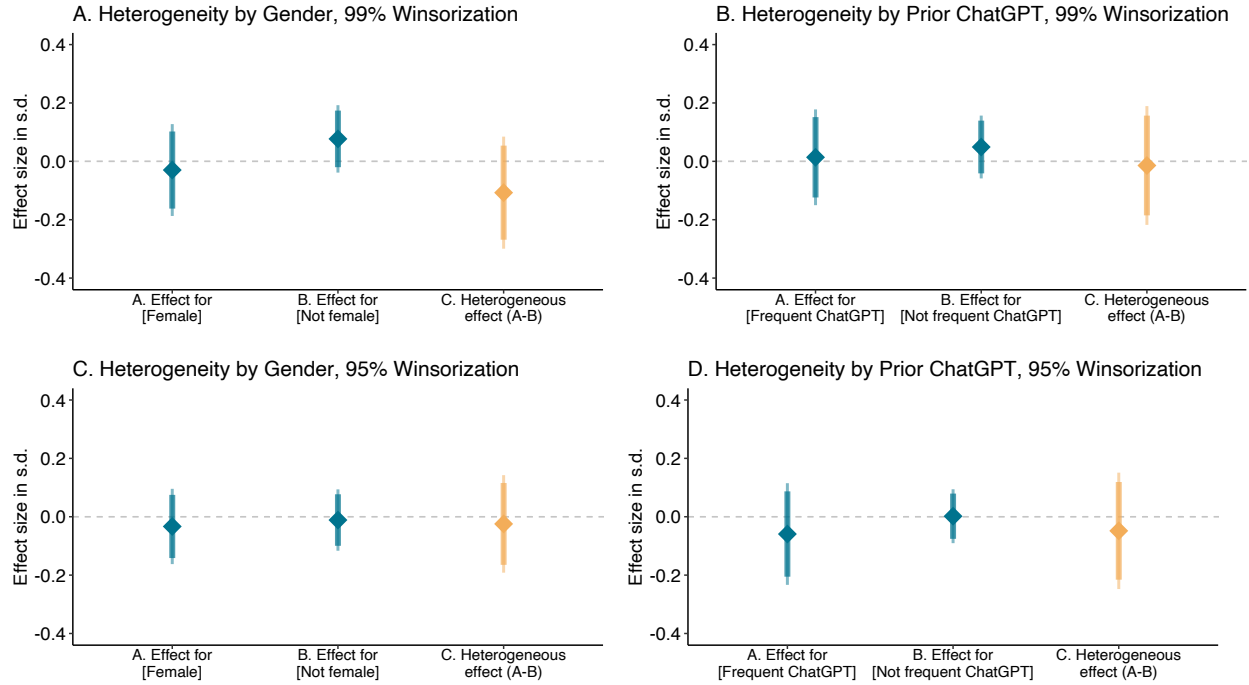 A. Heterogeneity by Gender, 99% Winsorization
Effect size in s.d.
0.4
0.2
0.0
-0.2
-0.4
A. Effect for
[Female]
B. Effect for
[Not female]
C. Heterogeneous
effect (A-B)
B. Heterogeneity by Prior ChatGPT, 99% Winsorization
Effect size in s.d.
0.4
0.2
0.0
-0.2
-0.4
A. Effect for
[Frequent ChatGPT]
B. Effect for
[Not frequent ChatGPT]
C. Heterogeneous
effect (A-B)
C. Heterogeneity by Gender, 95% Winsorization
Effect size in s.d.
0.4
0.2
0.0
-0.2
-0.4
A. Effect for
[Female]
B. Effect for
[Not female]
C. Heterogeneous
effect (A-B)
D. Heterogeneity by Prior ChatGPT, 95% Winsorization
Effect size in s.d.
0.4
0.2
0.0
-0.2
-0.4
A. Effect for
[Frequent ChatGPT]
B. Effect for
[Not frequent ChatGPT]
C. Heterogeneous
effect (A-B)